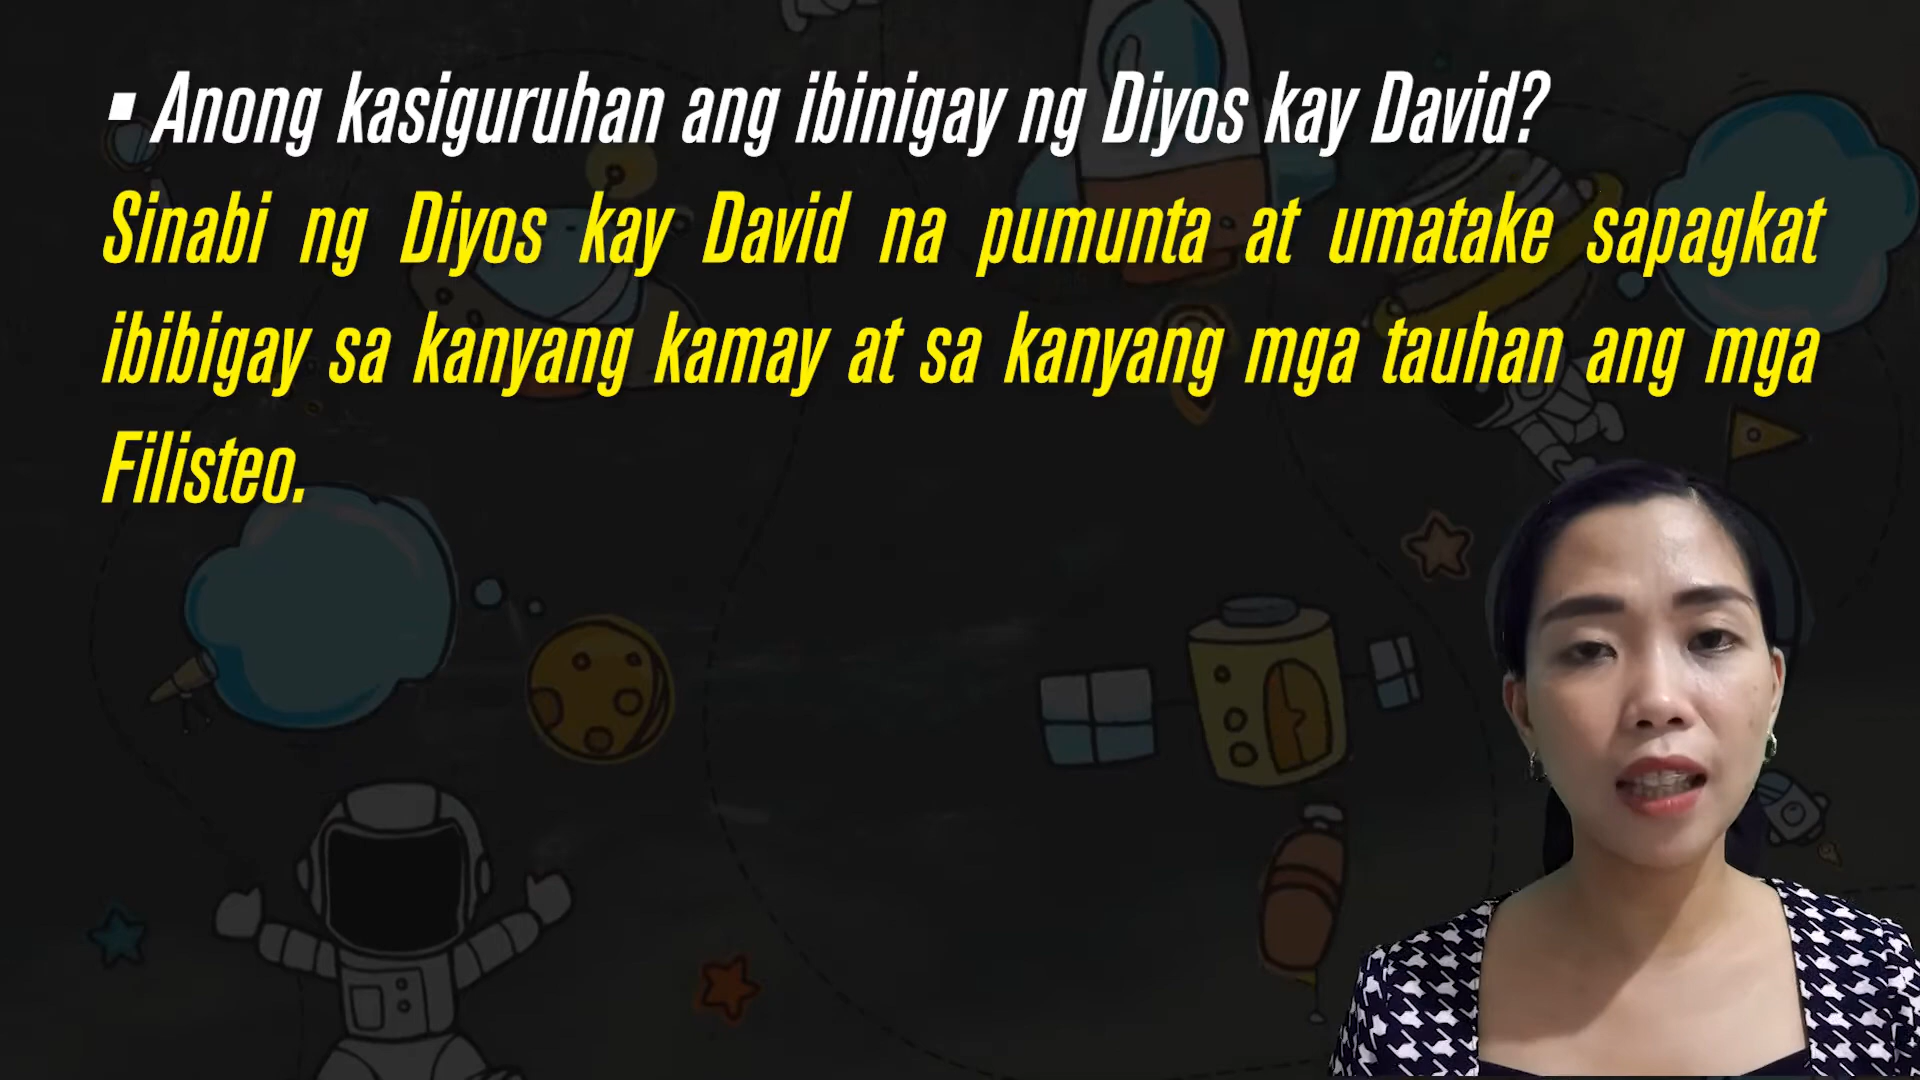 ▪ Anong kasiguruhan ang ibinigay ng Diyos kay David?
Sinabi ng Diyos kay David na pumunta at umatake sapagkat
ibibigay sa kanyang kamay at sa kanyang mga tauhan ang mga
Filisteo.